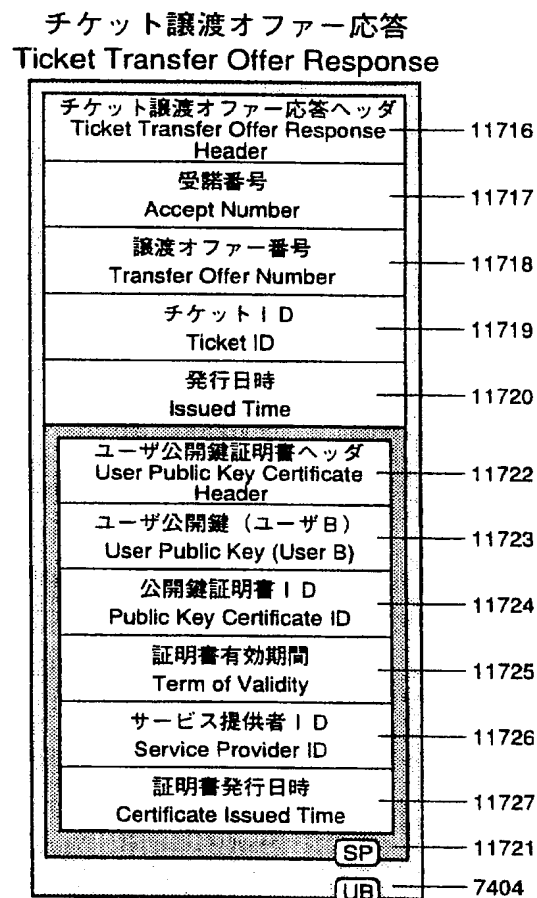 チケット譲渡オファー応答
Ticket Transfer Offer Response
チケット譲渡オファー応答ヘッダ
Ticket Transfer Offer Response
Header
11716
受諾番号
Accept Number
11717
譲渡オファー番号
Transfer Offer Number
11718
チケットID
Ticket ID
11719
発行日時
Issued Time
11720
ユーザ公開鍵証明書ヘッダ
User Public Key Certificate
Header
11722
ユーザ公開鍵（ユーザB）
User Public Key (User B)
11723
公開鍵証明書ID
Public Key Certificate ID
11724
証明書有効期間
Term of Validity
11725
サービス提供者ID
Service Provider ID
11726
証明書発行日時
Certificate Issued Time
11727
SP
11721
UB
7404